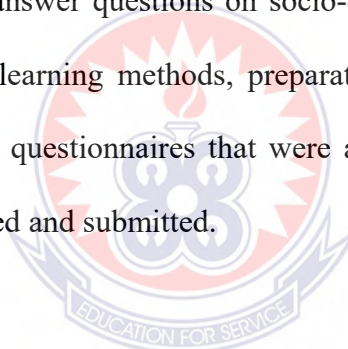 answer questions on socio-
learning methods, preparat
questionnaires that were a
ed and submitted.
EDUCATION FOR SERVICE